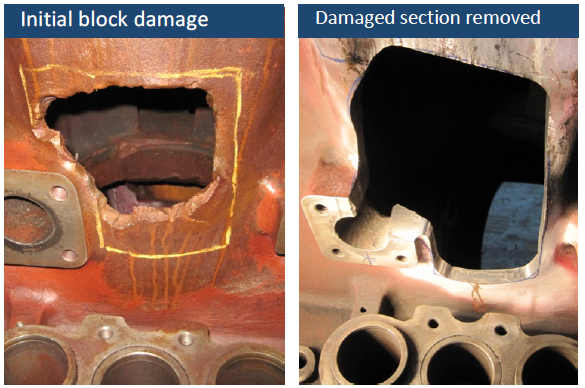 Initial block damage
Damaged section removed